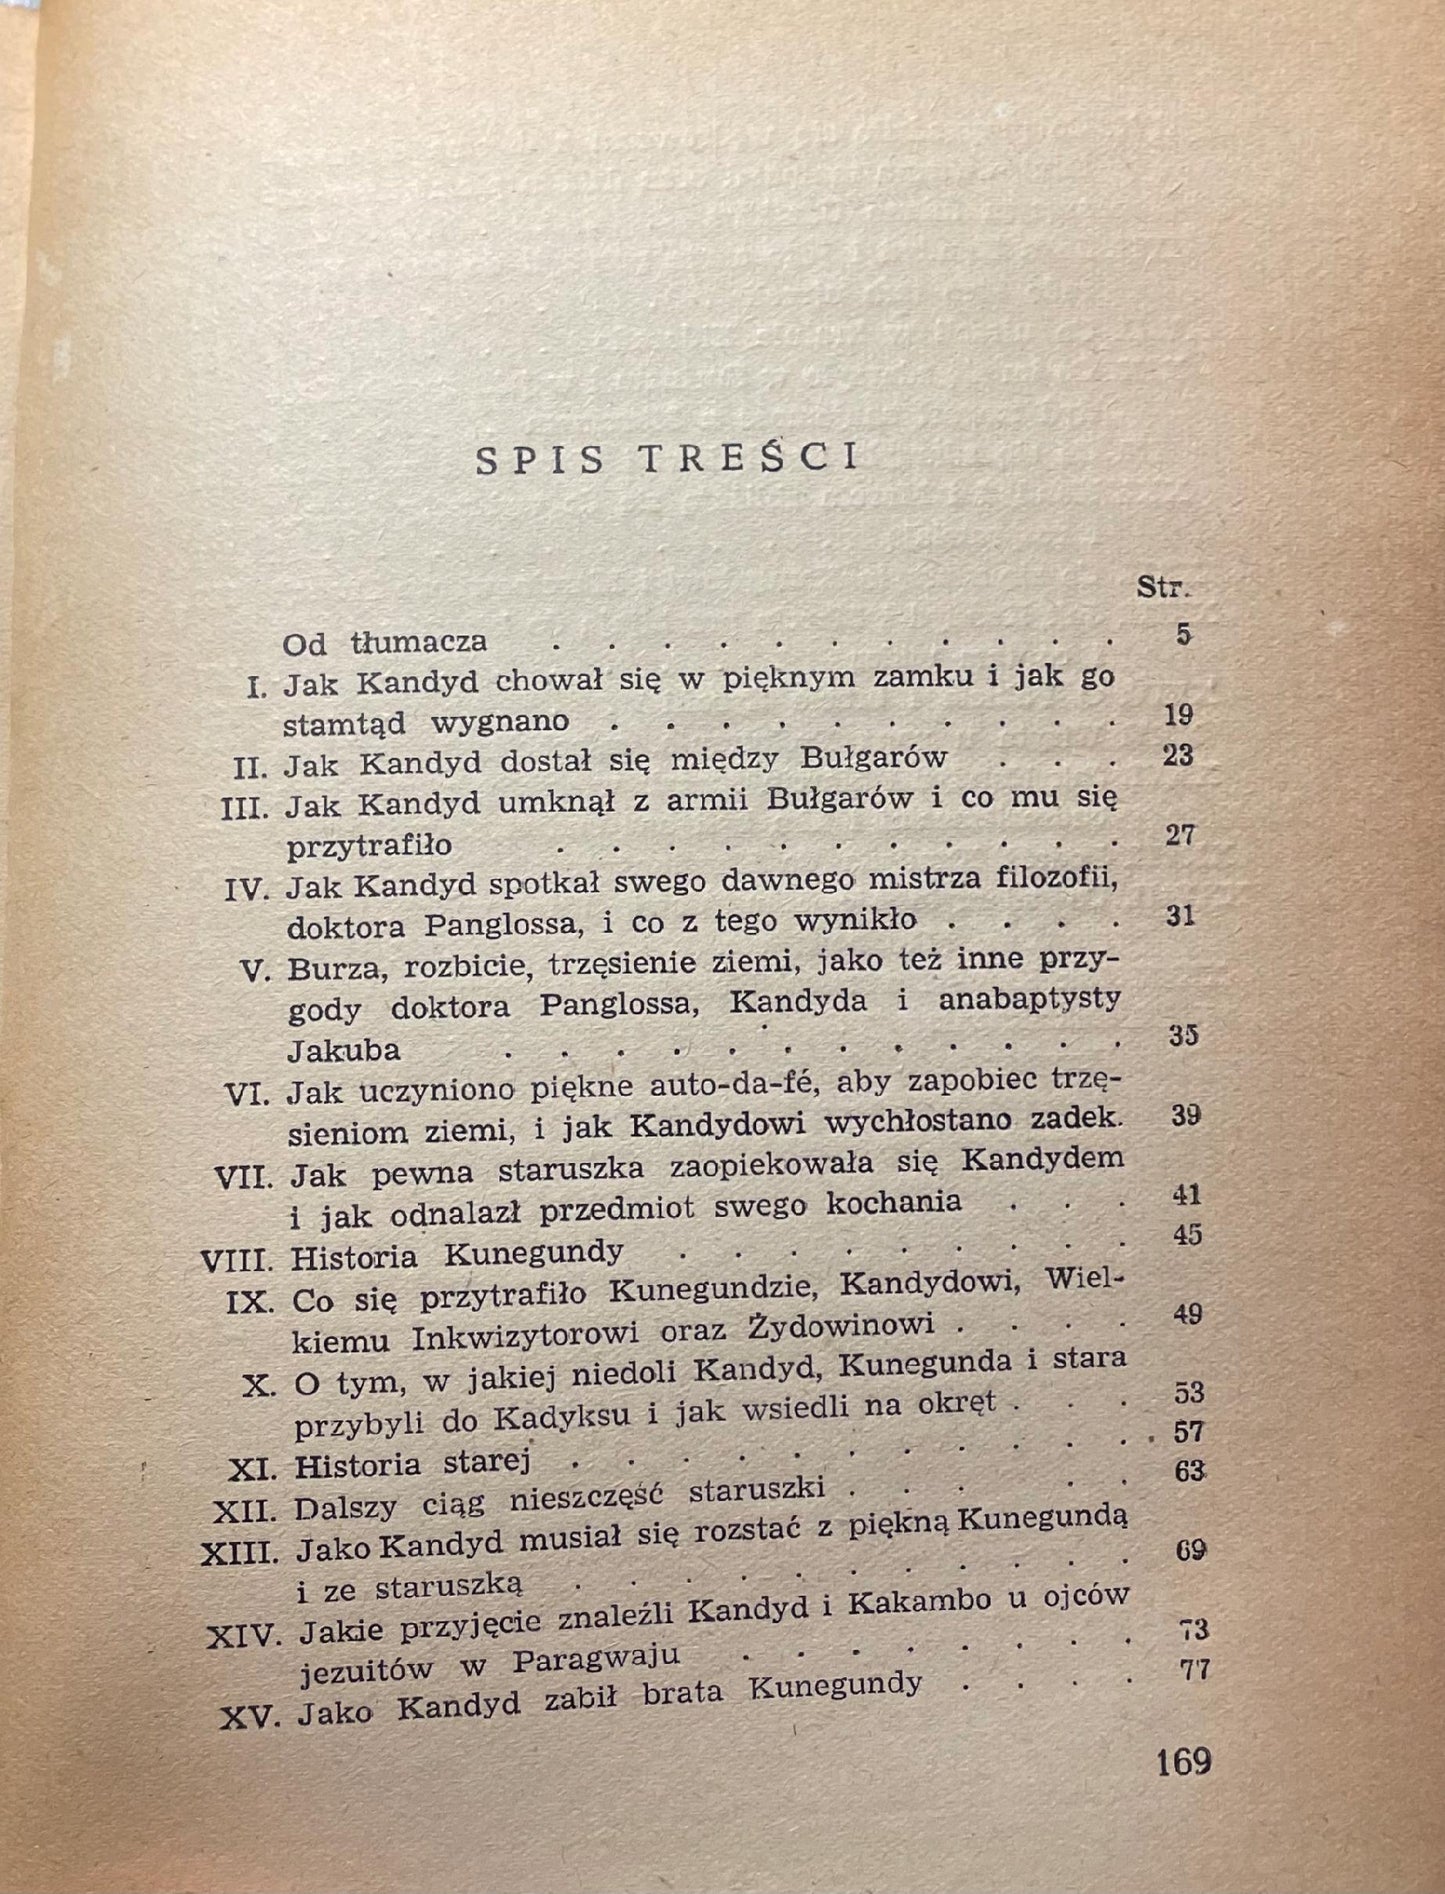 SPIS TREŚCI
Str.
Od tłumacza . . . . . . . . . . . 5
I. Jak Kandyd chował się w pięknym zamku i jak go
stamtąd wygnano . . . . . . . . . . 19
II. Jak Kandyd dostał się między Bułgarów . . . 23
III. Jak Kandyd umknął z armii Bułgarów i co mu się
przytrafiło . . . . . . . . . . . 27
IV. Jak Kandyd spotkał swego dawnego mistrza filozofii,
doktora Panglossa, i co z tego wynikło . . . . 31
V. Burza, rozbicie, trzęsienie ziemi, jako też inne przy-
gody doktora Panglossa, Kandyda i anabaptysty
Jakuba . . . . . . . . . . . . 35
VI. Jak uczyniono piękne auto-da-fé, aby zapobiec trzę-
sieniom ziemi, i jak Kandydowi wychłostano zadek. 39
VII. Jak pewna staruszka zaopiekowała się Kandydem
i jak odnalazł przedmiot swego kochania . . . 41
VIII. Historia Kunegundy . . . . . . . . . 45
IX. Co się przytrafiło Kunegundzie, Kandydowi, Wiel-
kiemu Inkwizytorowi oraz Żydowinowi . . . . 49
X. O tym, w jakiej niedoli Kandyd, Kunegunda i stara
przybyli do Kadyksu i jak wsiedli na okręt . . . 53
XI. Historia starej . . . . . . . . . . . . 57
XII. Dalszy ciąg nieszczęść staruszki . . . . . 63
XIII. Jako Kandyd musiał się rozstać z piękną Kunegundą
i ze staruszką . . . . . . . . . . . 69
XIV. Jakie przyjęcie znaleźli Kandyd i Kakambo u ojców
jezuitów w Paragwaju . . . . . . . . 73
XV. Jako Kandyd zabił brata Kunegundy . . . . 77
169